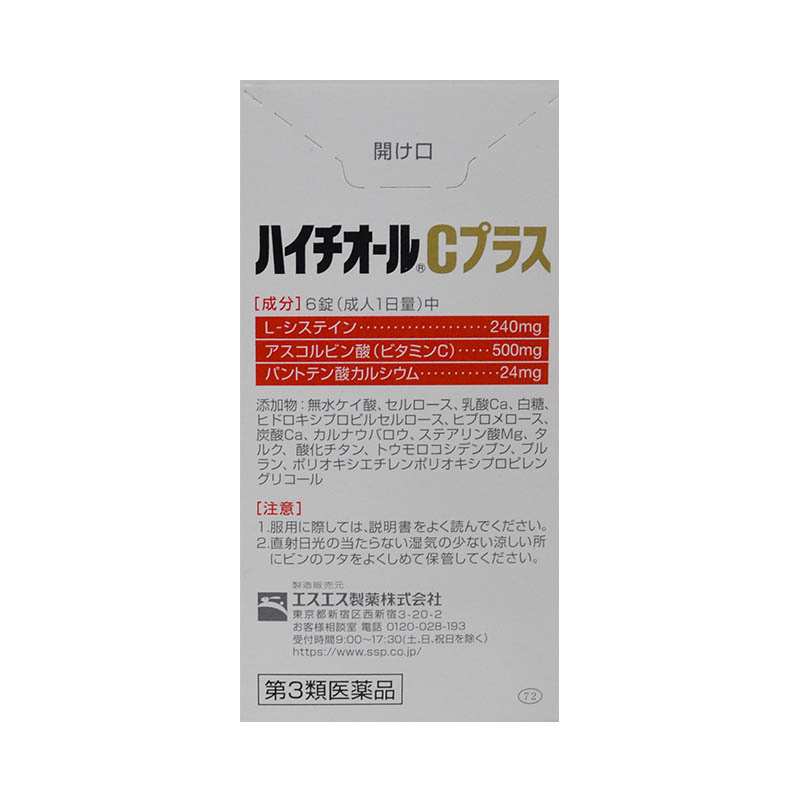 開け口
ハイチオール®Cプラス
[成分]6錠(成人1日量)中
L-システイン····················240mg
アスコルビン酸(ビタミンC)·····500mg
パントテン酸カルシウム············24mg
添加物:無水ケイ酸、セルロース、乳酸Ca、白糖、
ヒドロキシプロピルセルロース、ヒプロメロース、
炭酸Ca、カルナウバロウ、ステアリン酸Mg、タ
ルク、酸化チタン、トウモロコシデンプン、プル
ラン、ポリオキシエチレンポリオキシプロピレン
グリコール
[注意]
1.服用に際しては、説明書をよく読んでください。
2.直射日光の当たらない湿気の少ない涼しい所
にビンのフタをよくしめて保管してください。
製造販売元
エスエス製薬株式会社
東京都新宿区西新宿3-20-2
お客様相談室 電話 0120-028-193
受付時間9:00~17:30(土、日、祝日を除く)
https://www.ssp.co.jp/
第3類医薬品
72